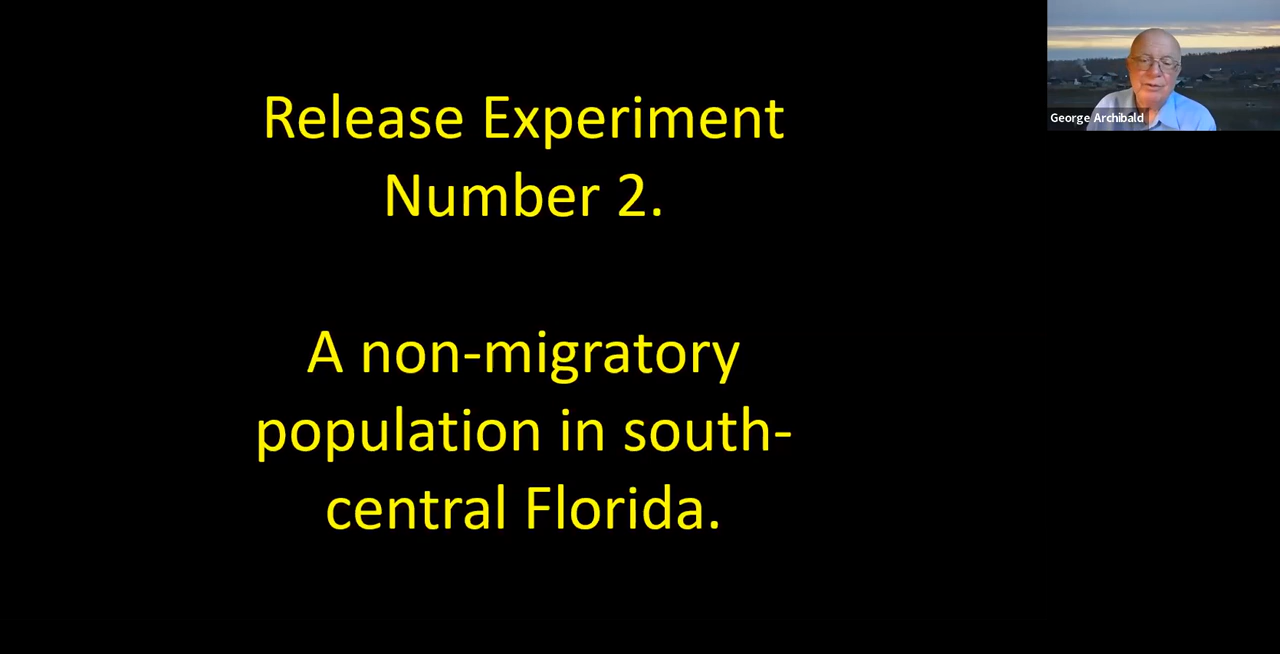 Release Experiment
Number 2.
A non-migratory
population in south-
central Florida.
George Archibald